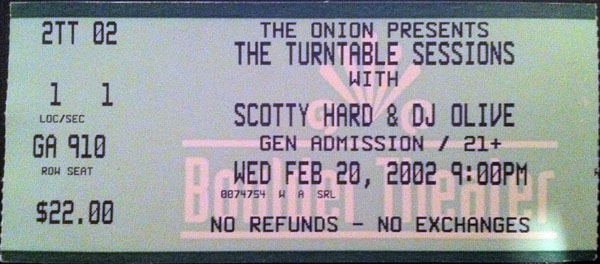 2TT 02
1 1
LOC/SEC
GA 910
ROW SEAT
$22.00
THE ONION PRESENTS
THE TURNTABLE SESSIONS
WITH
SCOTTY HARD & DJ OLIVE
GEN ADMISSION / 21+
WED FEB 20, 2002 9:00PM
0074754 W A SRL
Boulder Theater
NO REFUNDS - NO EXCHANGES